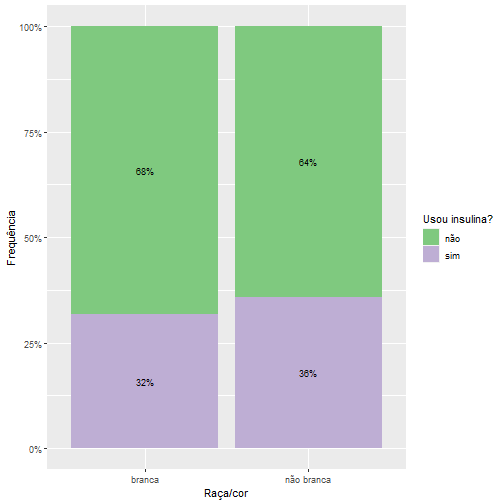 100%
75%
50%
25%
0%
Frequência
68%
64%
32%
36%
branca
não branca
Raça/cor
Usou insulina?
não
sim